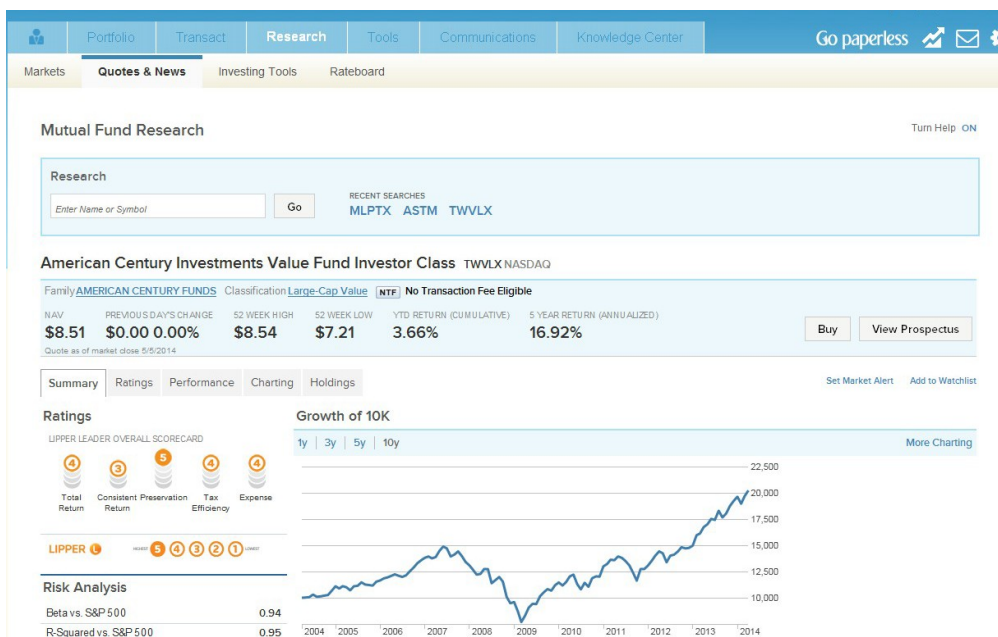 Portfolio Transact Research Tools Communications Knowledge Center Go paperless
Markets Quotes & News Investing Tools Rateboard
Mutual Fund Research Turn Help ON
Research
RECENT SEARCHES
Enter Name or Symbol Go MLPTX ASTM TWVLX
American Century Investments Value Fund Investor Class TWVLX NASDAQ
Family AMERICAN CENTURY FUNDS Classification Large-Cap Value NTF No Transaction Fee Eligible
NAV PREVIOUS DAY'S CHANGE 52 WEEK HIGH 52 WEEK LOW YTD RETURN (CUMULATIVE) 5 YEAR RETURN (ANNUALIZED)
$8.51 $0.00 0.00% $8.54 $7.21 3.66% 16.92% Buy View Prospectus
Quote as of market close 5/5/2014
Summary Ratings Performance Charting Holdings Set Market Alert Add to Watchlist
Ratings Growth of 10K
LIPPER LEADER OVERALL SCORECARD
1y 3y 5y 10y More Charting
4 3 5 4 4
Total Return Consistent Return Preservation Tax Efficiency Expense
LIPPER L HIGHEST 5 4 3 2 1 LOWEST
Risk Analysis
Beta vs. S&P 500 0.94
R-Squared vs. S&P 500 0.95
22,500
20,000
17,500
15,000
12,500
10,000
2004 2005 2006 2007 2008 2009 2010 2011 2012 2013 2014